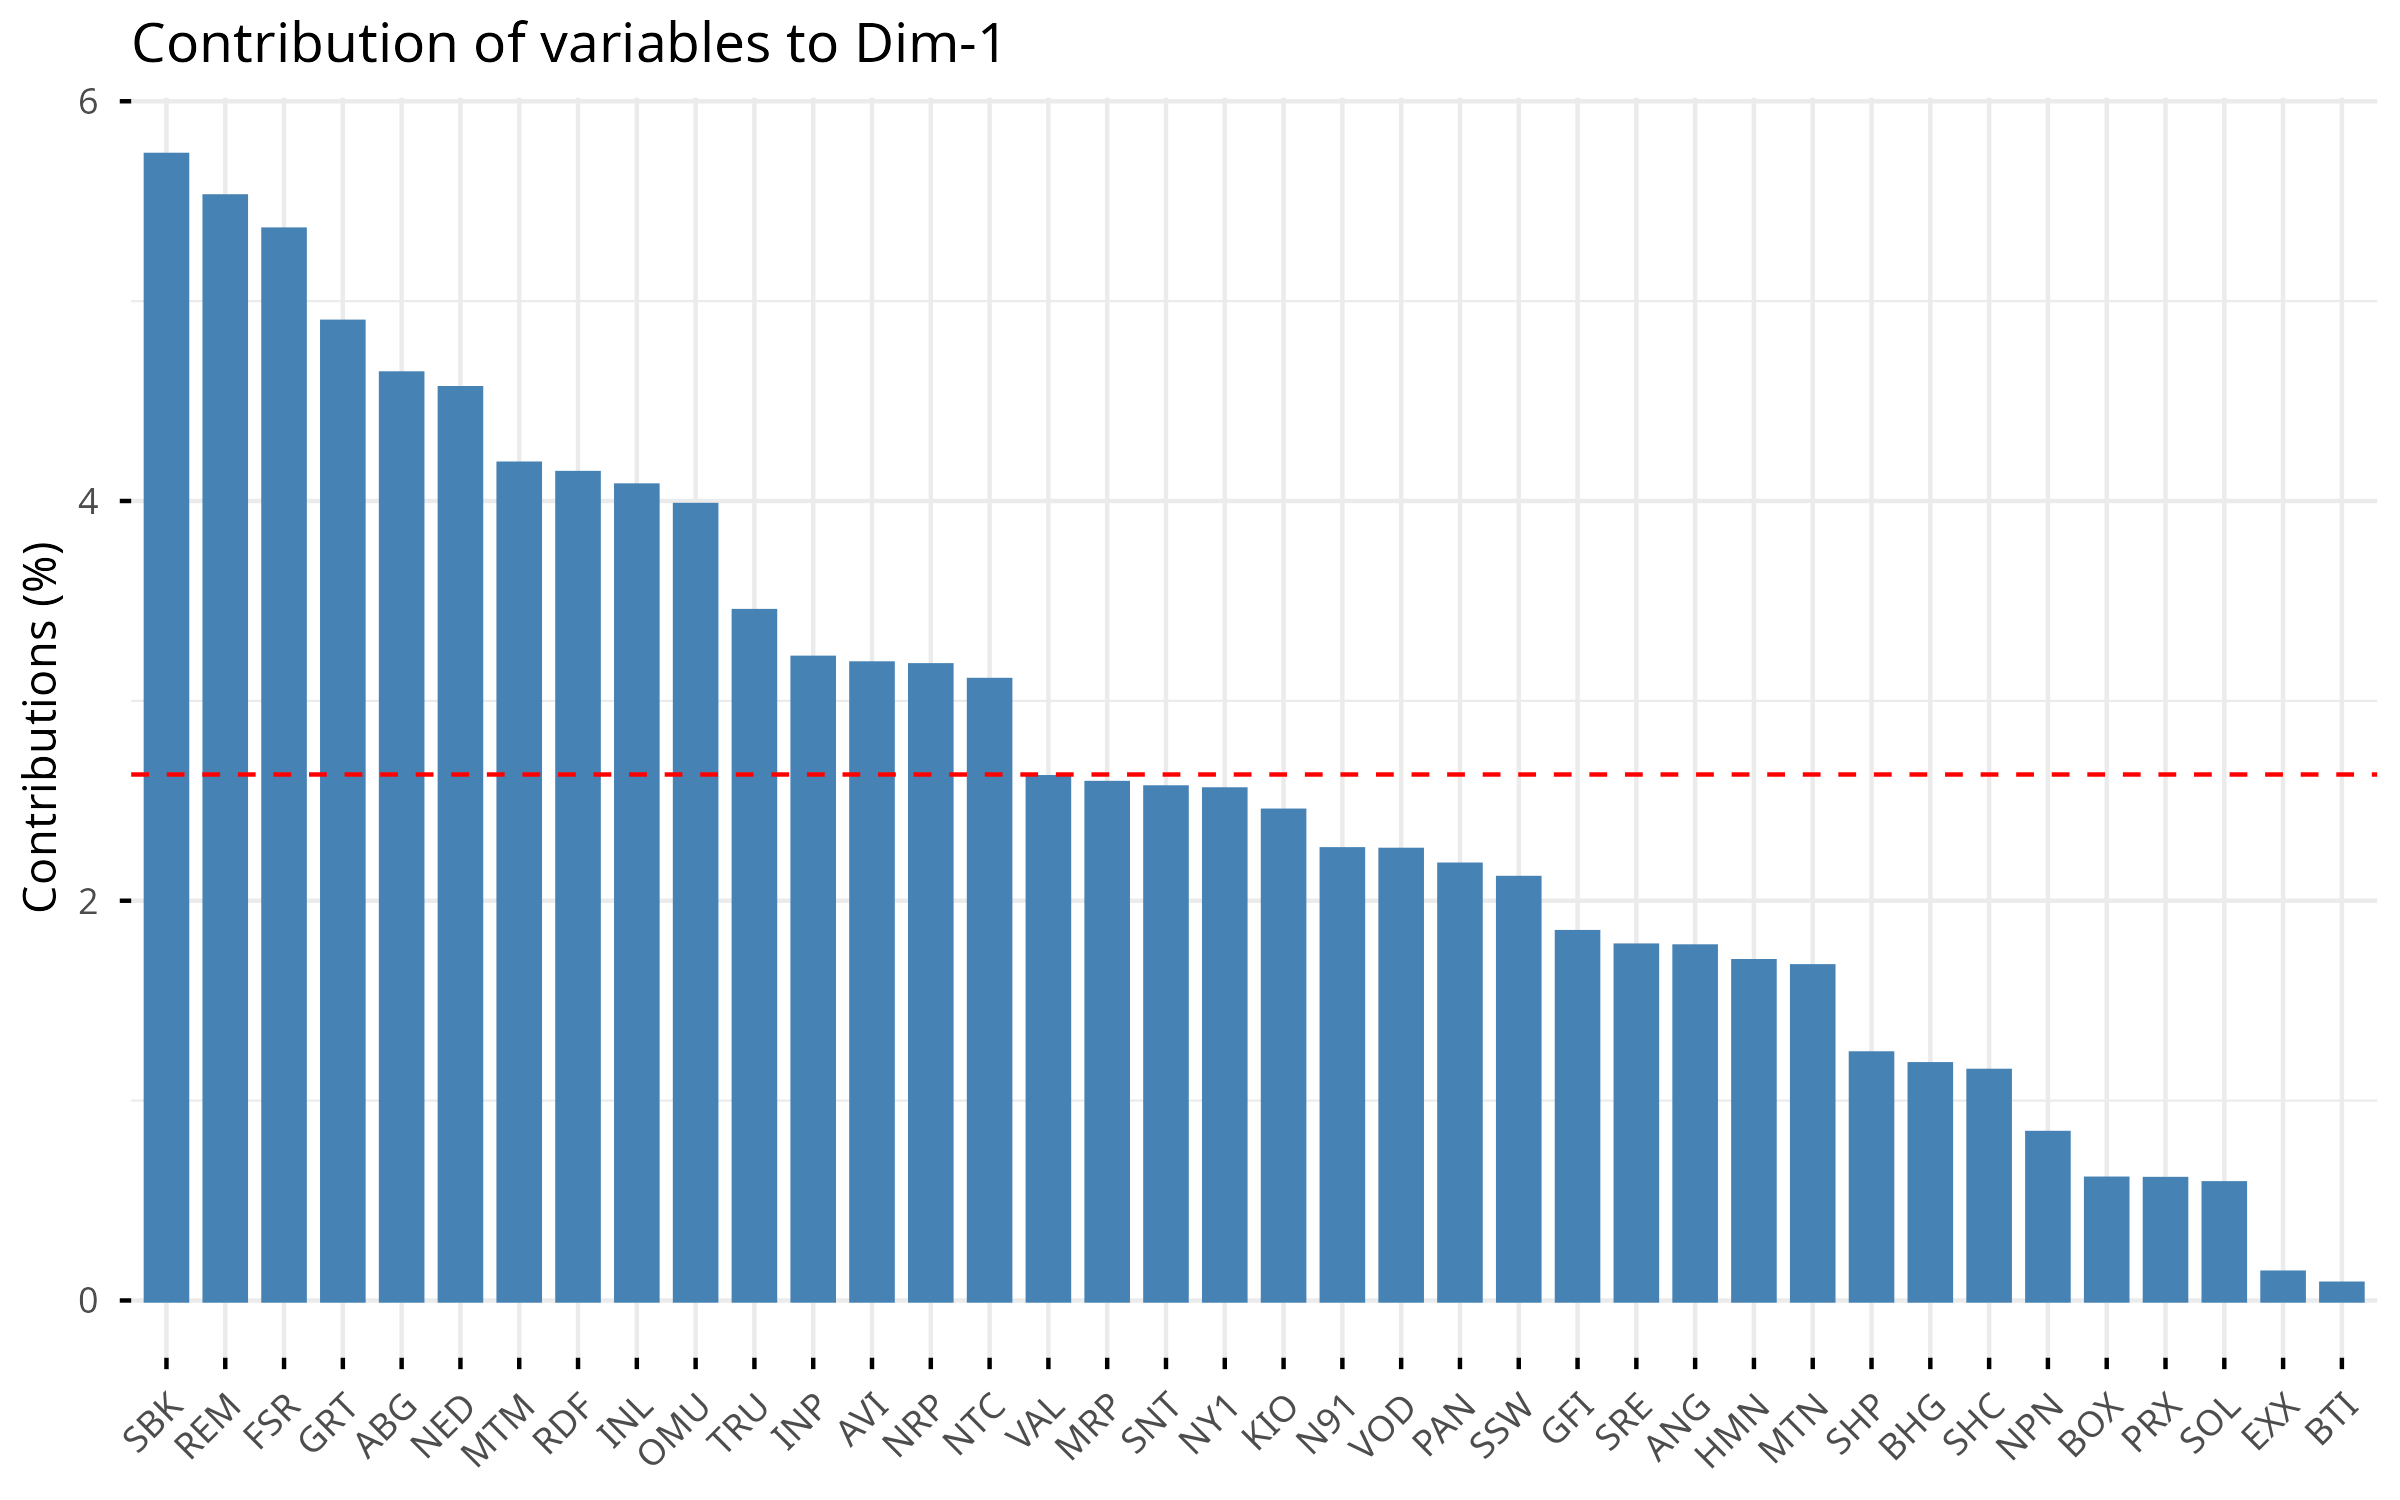 Contribution of variables to Dim-1
Contributions (%)
6
4
2
0
SBK REM FSR GRT ABG NED MTM RDF INL OMU TRU INP AVI NRP NTC VAL MRP SNT NY1 KIO N91 VOD PAN SSW GFI SRE ANG HMN MTN SHP BHG SHC NPN BOX PRX SOL EXX BTI